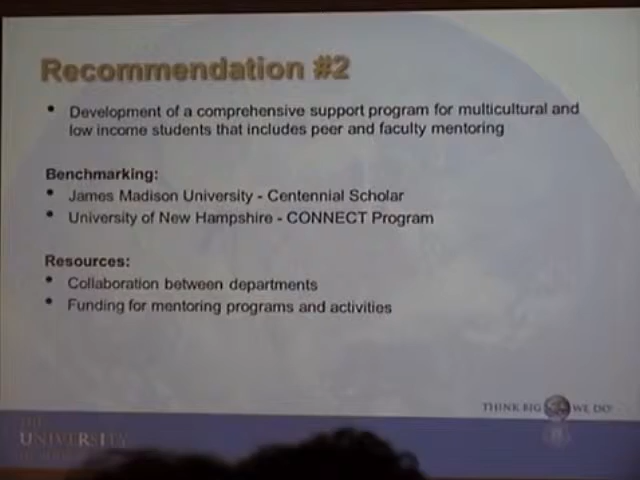 Recommendation #2
• Development of a comprehensive support program for multicultural and
low income students that includes peer and faculty mentoring
Benchmarking:
• James Madison University - Centennial Scholar
• University of New Hampshire - CONNECT Program
Resources:
• Collaboration between departments
• Funding for mentoring programs and activities
THINK BIG WE DO
THE
UNIVERSITY